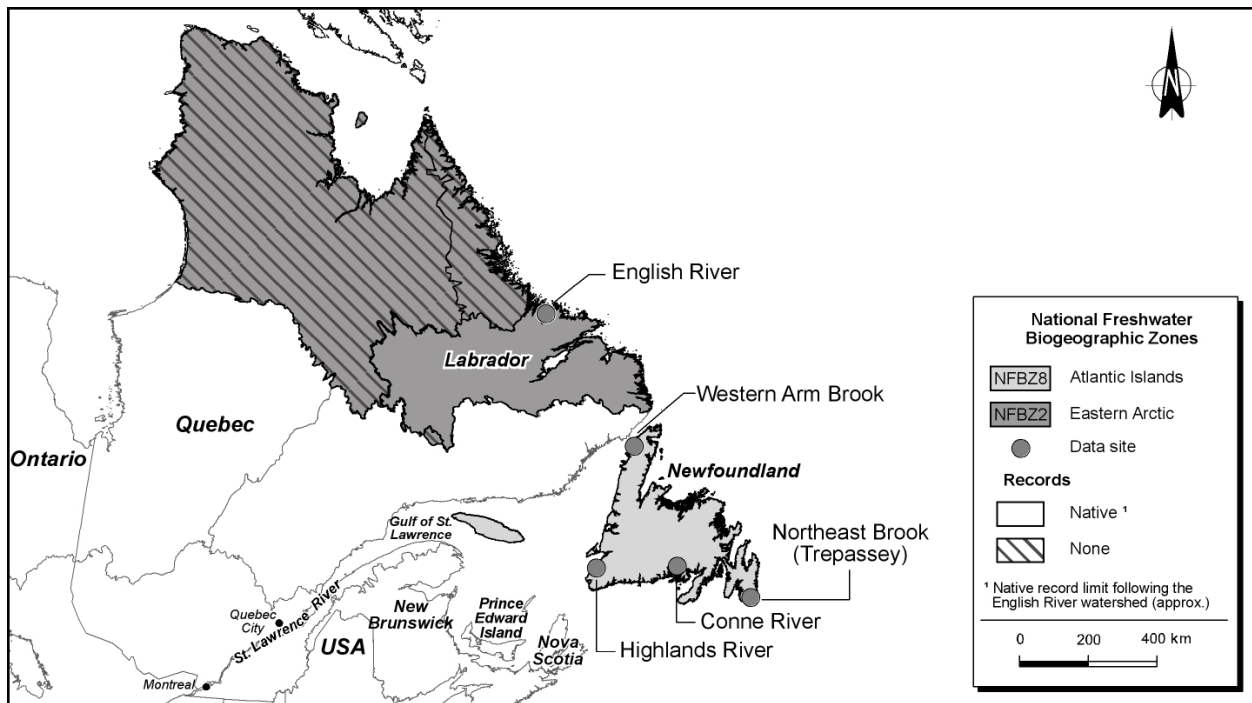 N
English River
Labrador
Western Arm Brook
Quebec
Ontario
Newfoundland
Gulf of St.
Lawrence
Northeast Brook
(Trepassey)
St. Lawrence River
New
Brunswick
Prince
Edward
Island
Quebec
City
Conne River
USA
Nova
Scotia
Highlands River
Montreal
National Freshwater
Biogeographic Zones
NFBZ8 Atlantic Islands
NFBZ2 Eastern Arctic
Data site
Records
Native ¹
None
¹ Native record limit following the
English River watershed (approx.)
0 200 400 km